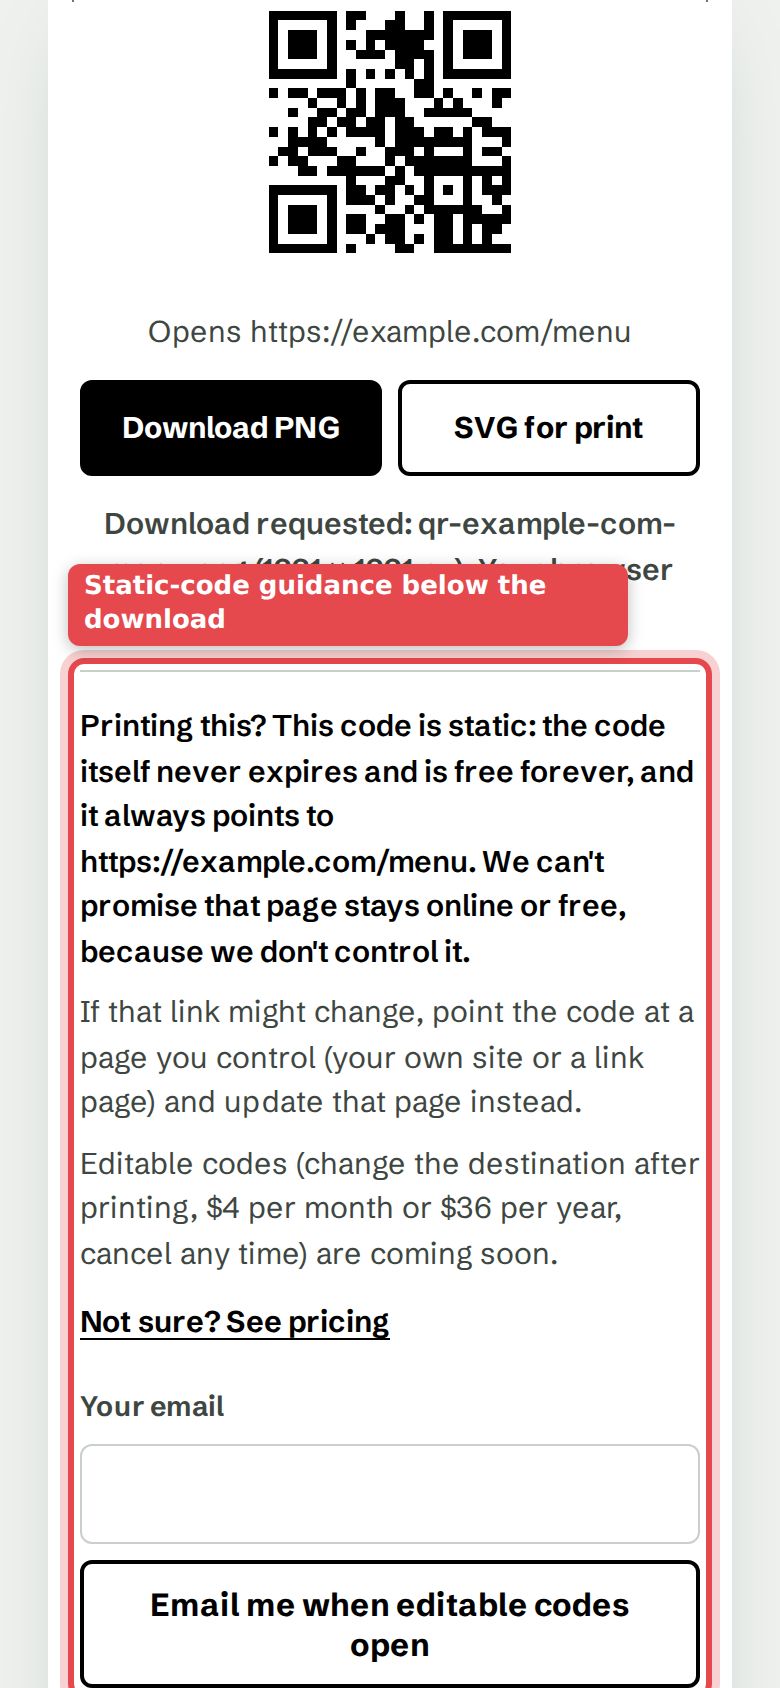 Opens https://example.com/menu
Download PNG
SVG for print
Download requested: qr-example-com-
Static-code guidance below the
download
Printing this? This code is static: the code
itself never expires and is free forever, and
it always points to
https://example.com/menu. We can't
promise that page stays online or free,
because we don't control it.
If that link might change, point the code at a
page you control (your own site or a link
page) and update that page instead.
Editable codes (change the destination after
printing, $4 per month or $36 per year,
cancel any time) are coming soon.
Not sure? See pricing
Your email
Email me when editable codes
open